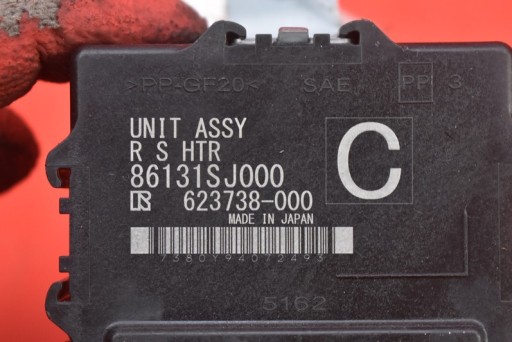 >PP-GF20< SAE PP 3
UNIT ASSY
R S HTR
86131SJ000
C
623738-000
MADE IN JAPAN
5162